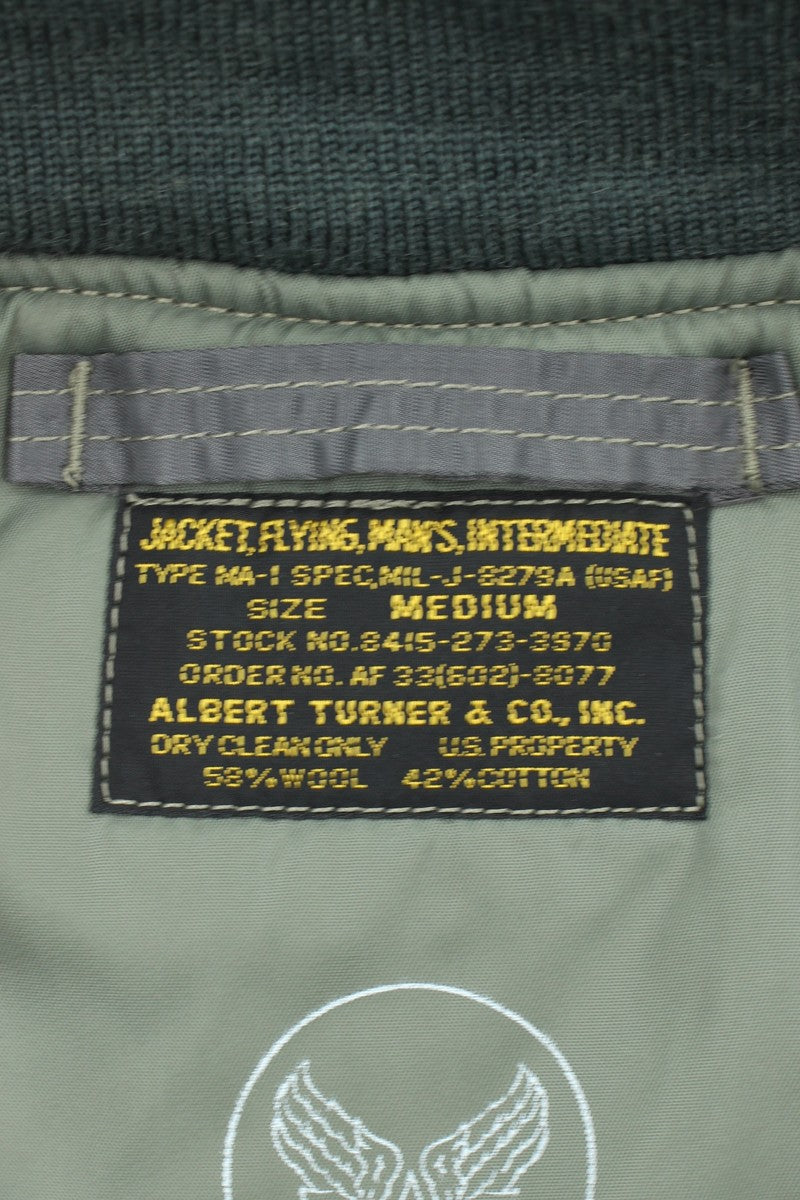 JACKET, FLYING, MAN'S, INTERMEDIATE
TYPE MA-1 SPEC, MIL-J-8279A (USAF)
SIZE MEDIUM
STOCK NO. 8415-273-3970
ORDER NO. AF 33(602)-8077
ALBERT TURNER & CO., INC.
DRY CLEAN ONLY U.S. PROPERTY
58% WOOL 42% COTTON